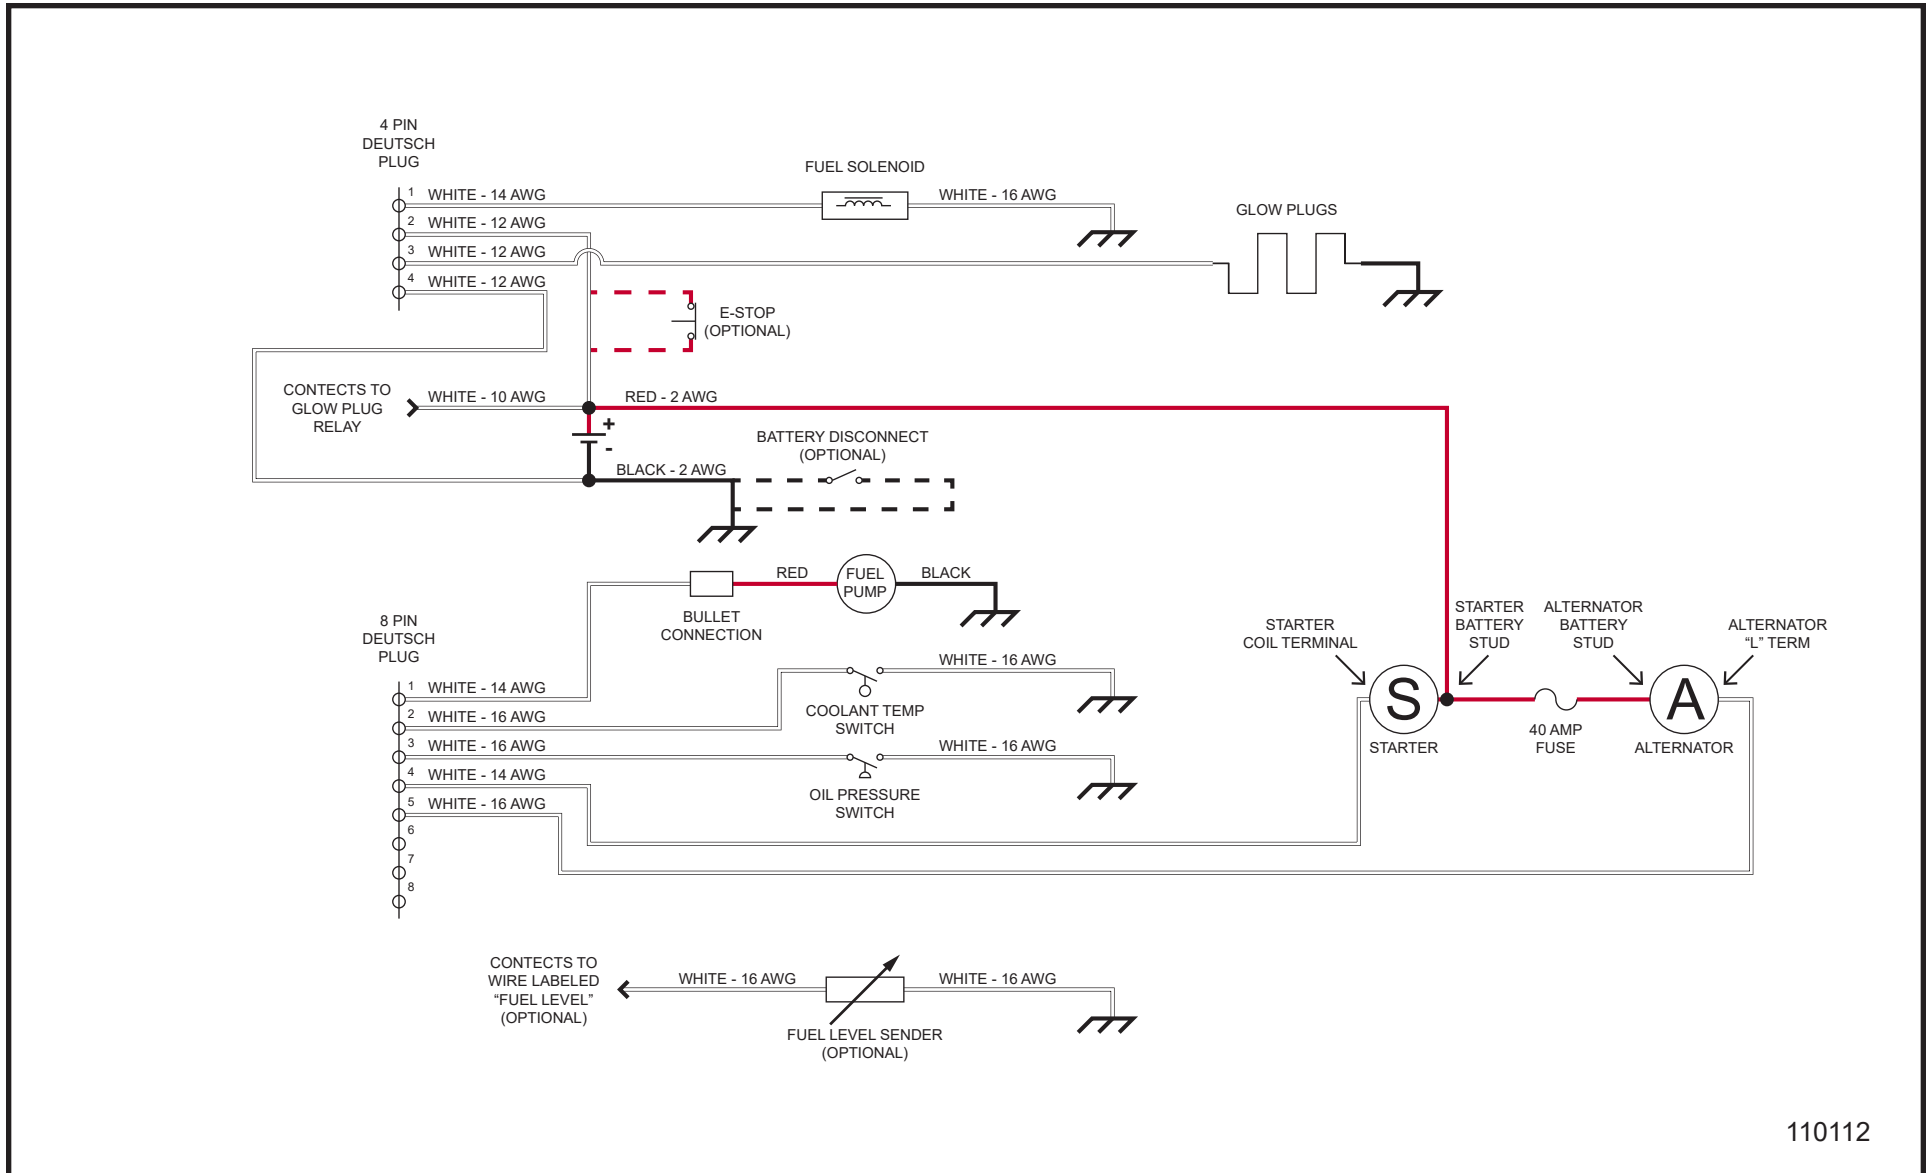 4 PIN
DEUTSCH
PLUG
1 WHITE - 14 AWG
2 WHITE - 12 AWG
3 WHITE - 12 AWG
4 WHITE - 12 AWG
FUEL SOLENOID
WHITE - 16 AWG
GLOW PLUGS
E-STOP
(OPTIONAL)
CONTECTS TO
GLOW PLUG
RELAY
WHITE - 10 AWG
RED - 2 AWG
+
-
BLACK - 2 AWG
BATTERY DISCONNECT
(OPTIONAL)
RED
FUEL
PUMP
BLACK
BULLET
CONNECTION
8 PIN
DEUTSCH
PLUG
1 WHITE - 14 AWG
2 WHITE - 16 AWG
3 WHITE - 16 AWG
4 WHITE - 14 AWG
5 WHITE - 16 AWG
6
7
8
WHITE - 16 AWG
COOLANT TEMP
SWITCH
WHITE - 16 AWG
OIL PRESSURE
SWITCH
STARTER
COIL TERMINAL
STARTER
BATTERY
STUD
ALTERNATOR
BATTERY
STUD
ALTERNATOR
“L” TERM
S
STARTER
40 AMP
FUSE
A
ALTERNATOR
CONTECTS TO
WIRE LABELED
“FUEL LEVEL”
(OPTIONAL)
WHITE - 16 AWG
WHITE - 16 AWG
FUEL LEVEL SENDER
(OPTIONAL)
110112